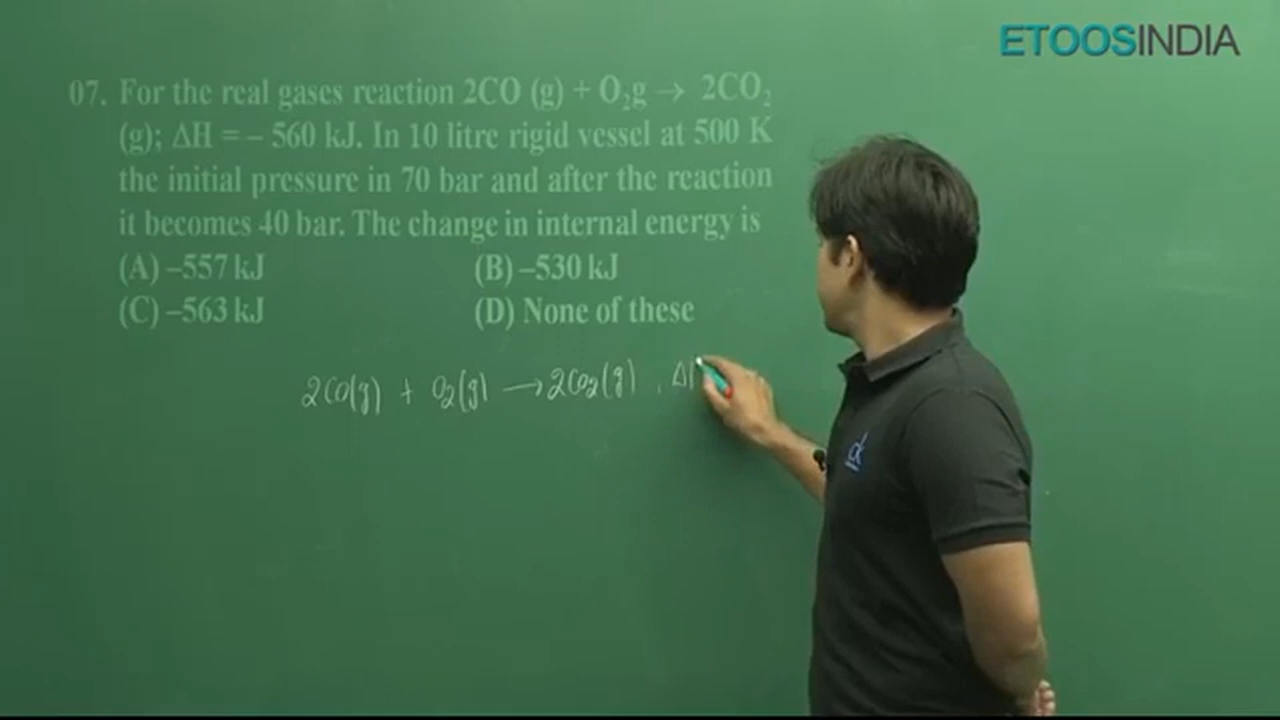 ETOOSINDIA
07. For the real gases reaction 2CO (g) + O₂g → 2CO₂
(g); ΔH = – 560 kJ. In 10 litre rigid vessel at 500 K
the initial pressure in 70 bar and after the reaction
it becomes 40 bar. The change in internal energy is
(A) –557 kJ (B) –530 kJ
(C) –563 kJ (D) None of these
2CO(g) + O₂(g) → 2CO₂(g) , Δ